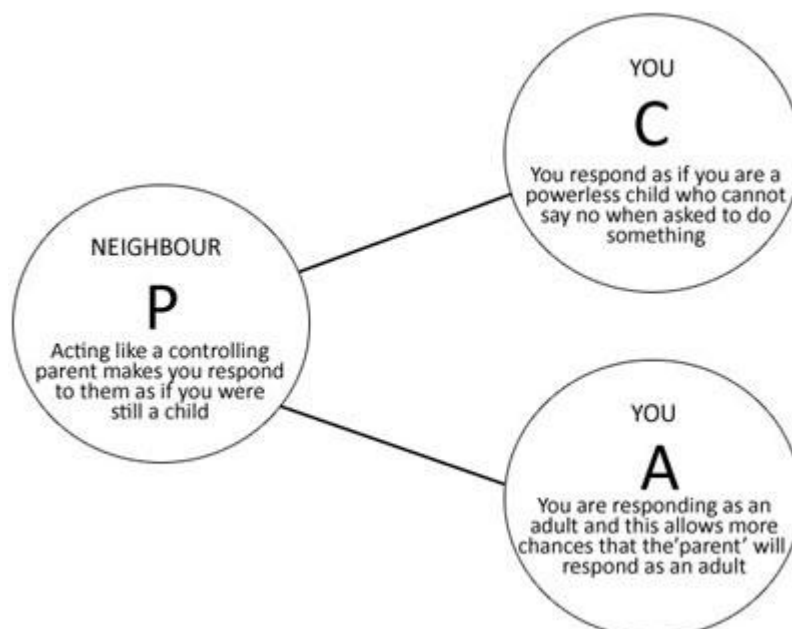 NEIGHBOUR
P
Acting like a controlling
parent makes you respond
to them as if you were
still a child
YOU
C
You respond as if you are a
powerless child who cannot
say no when asked to do
something
YOU
A
You are responding as an
adult and this allows more
chances that the'parent' will
respond as an adult